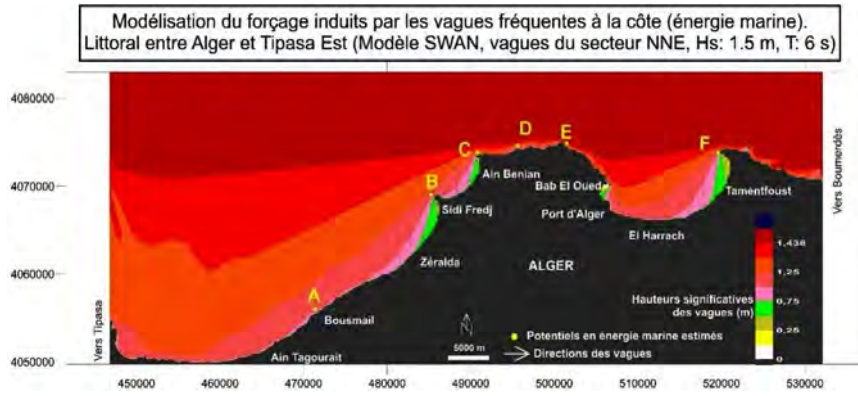 Modélisation du forçage induits par les vagues fréquentes à la côte (énergie marine).
Littoral entre Alger et Tipasa Est (Modèle SWAN, vagues du secteur NNE, Hs: 1.5 m, T: 6 s)
4080000
4070000
4060000
4050000
A
B
C
D
E
F
Ain Benian
Sidi Fredj
Zéralda
Bousmail
Ain Tagourait
Bab El Oued
Port d'Alger
El Harrach
Tamentfoust
ALGER
Vers Tipasa
Vers Boumerdès
1,436
1,25
0,75
0,25
0
Hauteurs significatives
des vagues (m)
N
5000 m
Potentiels en énergie marine estimés
Directions des vagues
450000 460000 470000 480000 490000 500000 510000 520000 530000